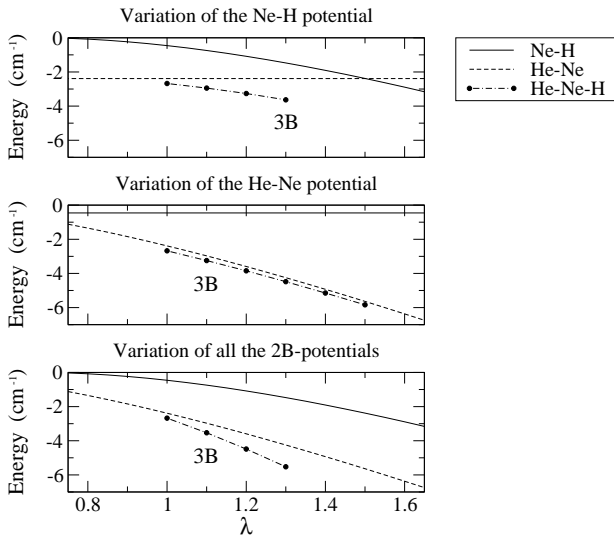 Variation of the Ne-H potential
0
-2
-4
-6
Energy (cm⁻¹)
3B
Ne-H
He-Ne
He-Ne-H
Variation of the He-Ne potential
0
-2
-4
-6
Energy (cm⁻¹)
3B
Variation of all the 2B-potentials
0
-2
-4
-6
Energy (cm⁻¹)
3B
0.8 1 1.2 1.4 1.6
λ